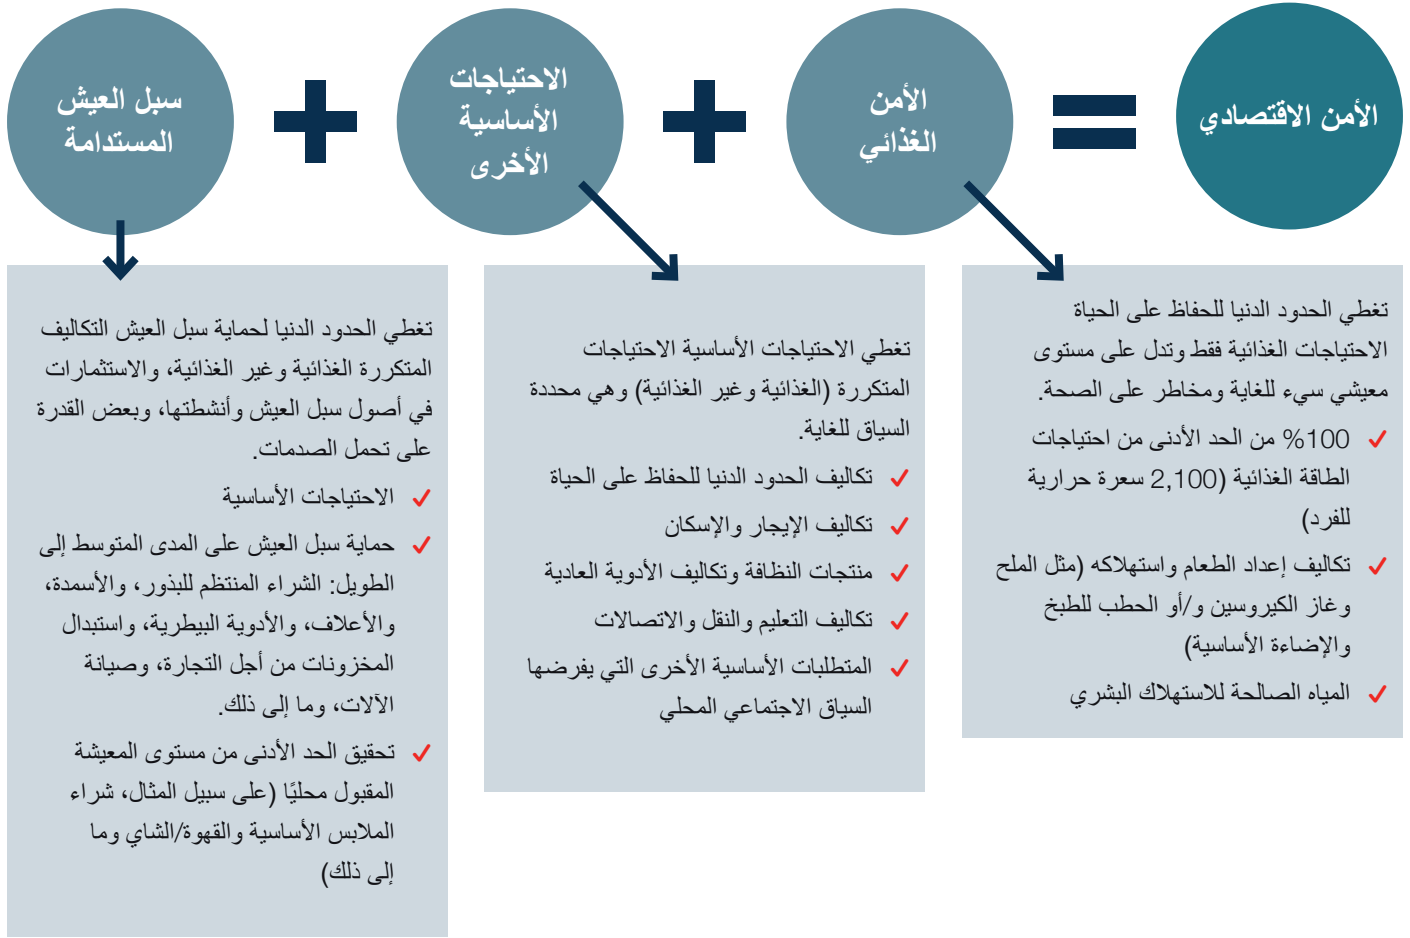 الأمن الاقتصادي
=
الأمن
الغذائي
+
الاحتياجات
الأساسية
الأخرى
+
سبل العيش
المستدامة
تغطي الحدود الدنيا للحفاظ على الحياة
الاحتياجات الغذائية فقط وتدل على مستوى
معيشي سيء للغاية ومخاطر على الصحة.
✓ 100% من الحد الأدنى من احتياجات
الطاقة الغذائية (2,100 سعرة حرارية
للفرد)
✓ تكاليف إعداد الطعام واستهلاكه (مثل الملح
وغاز الكيروسين و/أو الحطب للطبخ
والإضاءة الأساسية)
✓ المياه الصالحة للاستهلاك البشري
تغطي الاحتياجات الأساسية الاحتياجات
المتكررة (الغذائية وغير الغذائية) وهي محددة
السياق للغاية.
✓ تكاليف الحدود الدنيا للحفاظ على الحياة
✓ تكاليف الإيجار والإسكان
✓ منتجات النظافة وتكاليف الأدوية العادية
✓ تكاليف التعليم والنقل والاتصالات
✓ المتطلبات الأساسية الأخرى التي يفرضها
السياق الاجتماعي المحلي
تغطي الحدود الدنيا لحماية سبل العيش التكاليف
المتكررة الغذائية وغير الغذائية، والاستثمارات
في أصول سبل العيش وأنشطتها، وبعض القدرة
على تحمل الصدمات.
✓ الاحتياجات الأساسية
✓ حماية سبل العيش على المدى المتوسط إلى
الطويل: الشراء المنتظم للبذور، والأسمدة،
والأعلاف، والأدوية البيطرية، واستبدال
المخزونات من أجل التجارة، وصيانة
الآلات، وما إلى ذلك.
✓ تحقيق الحد الأدنى من مستوى المعيشة
المقبول محليًا (على سبيل المثال، شراء
الملابس الأساسية والقهوة/الشاي وما
إلى ذلك)